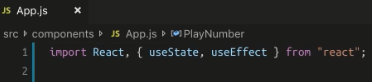 JS App.js ×
src › components › JS App.js › PlayNumber
1 import React, { useState, useEffect } from "react";
2